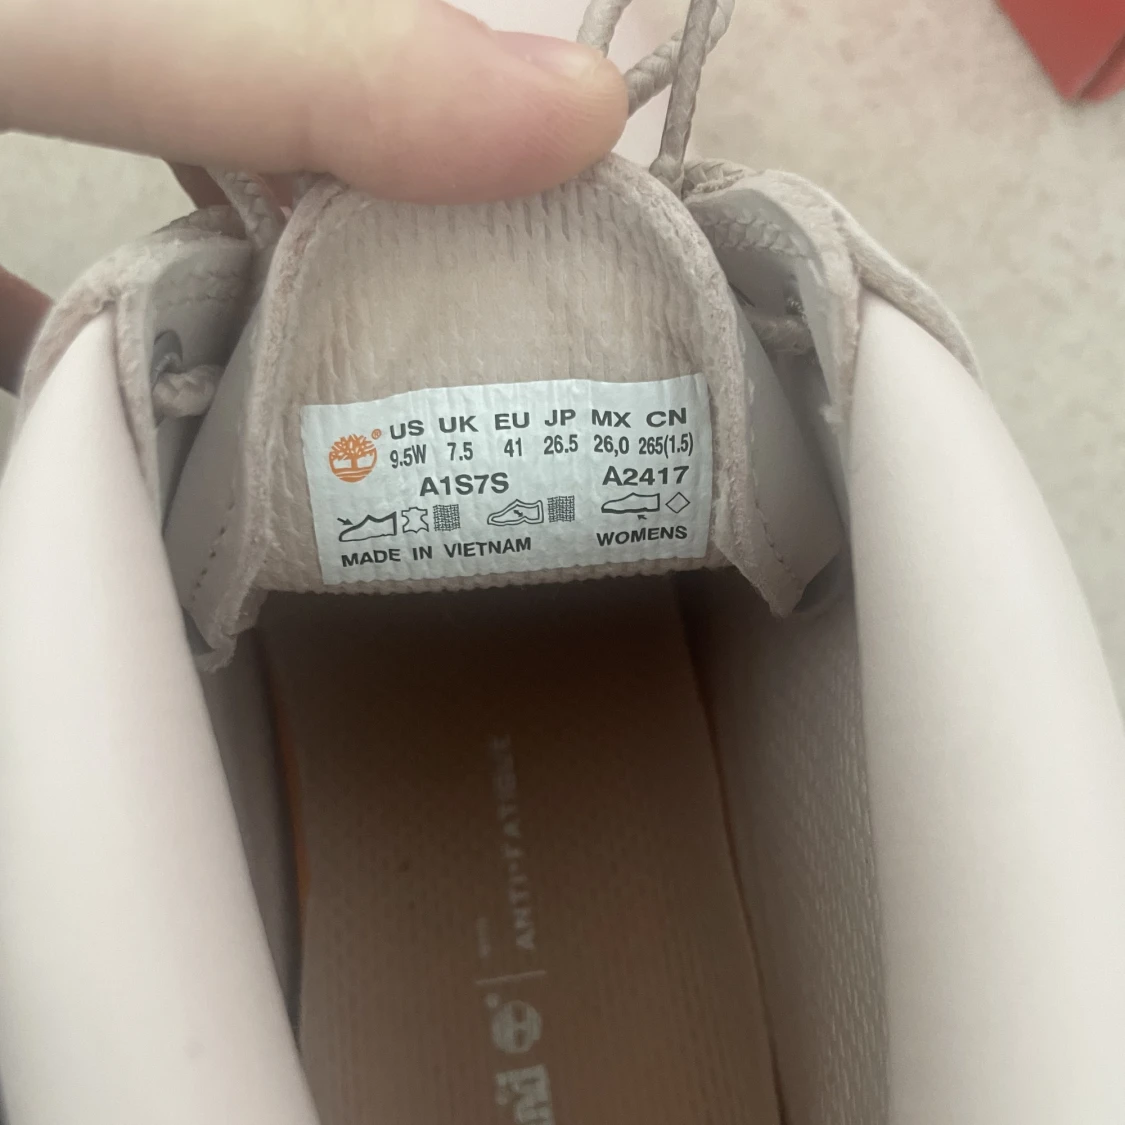 US UK EU JP MX CN
9.5W 7.5 41 26.5 26,0 265(1.5)
A1S7S A2417
MADE IN VIETNAM WOMENS
ANTI-FATIGUE